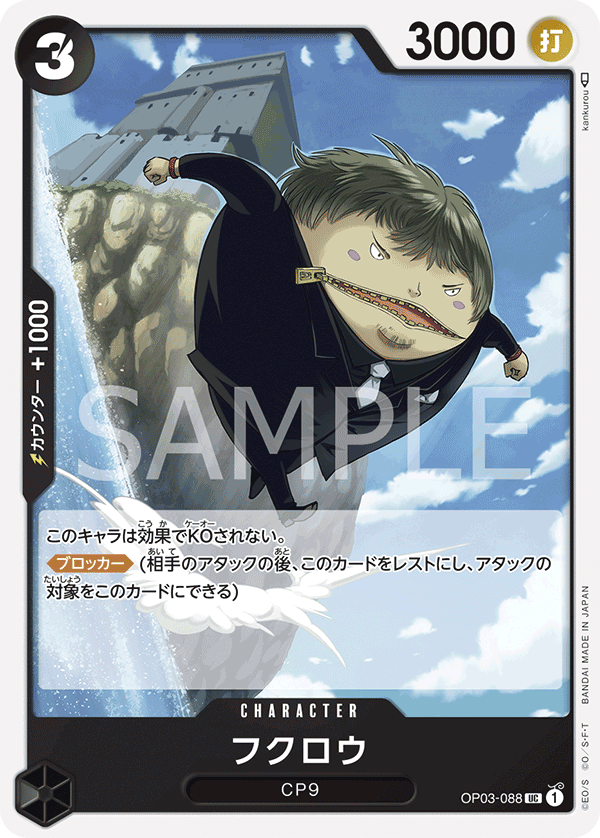 3
3000 打
kankurou
カウンター +1000
SAMPLE
このキャラは効果でKOされない。
ブロッカー (相手のアタックの後、このカードをレストにし、アタックの
対象をこのカードにできる)
CHARACTER
フクロウ
CP9
OP03-088 UC 1
©E.O/S ©O/S・F・T BANDAI MADE IN JAPAN